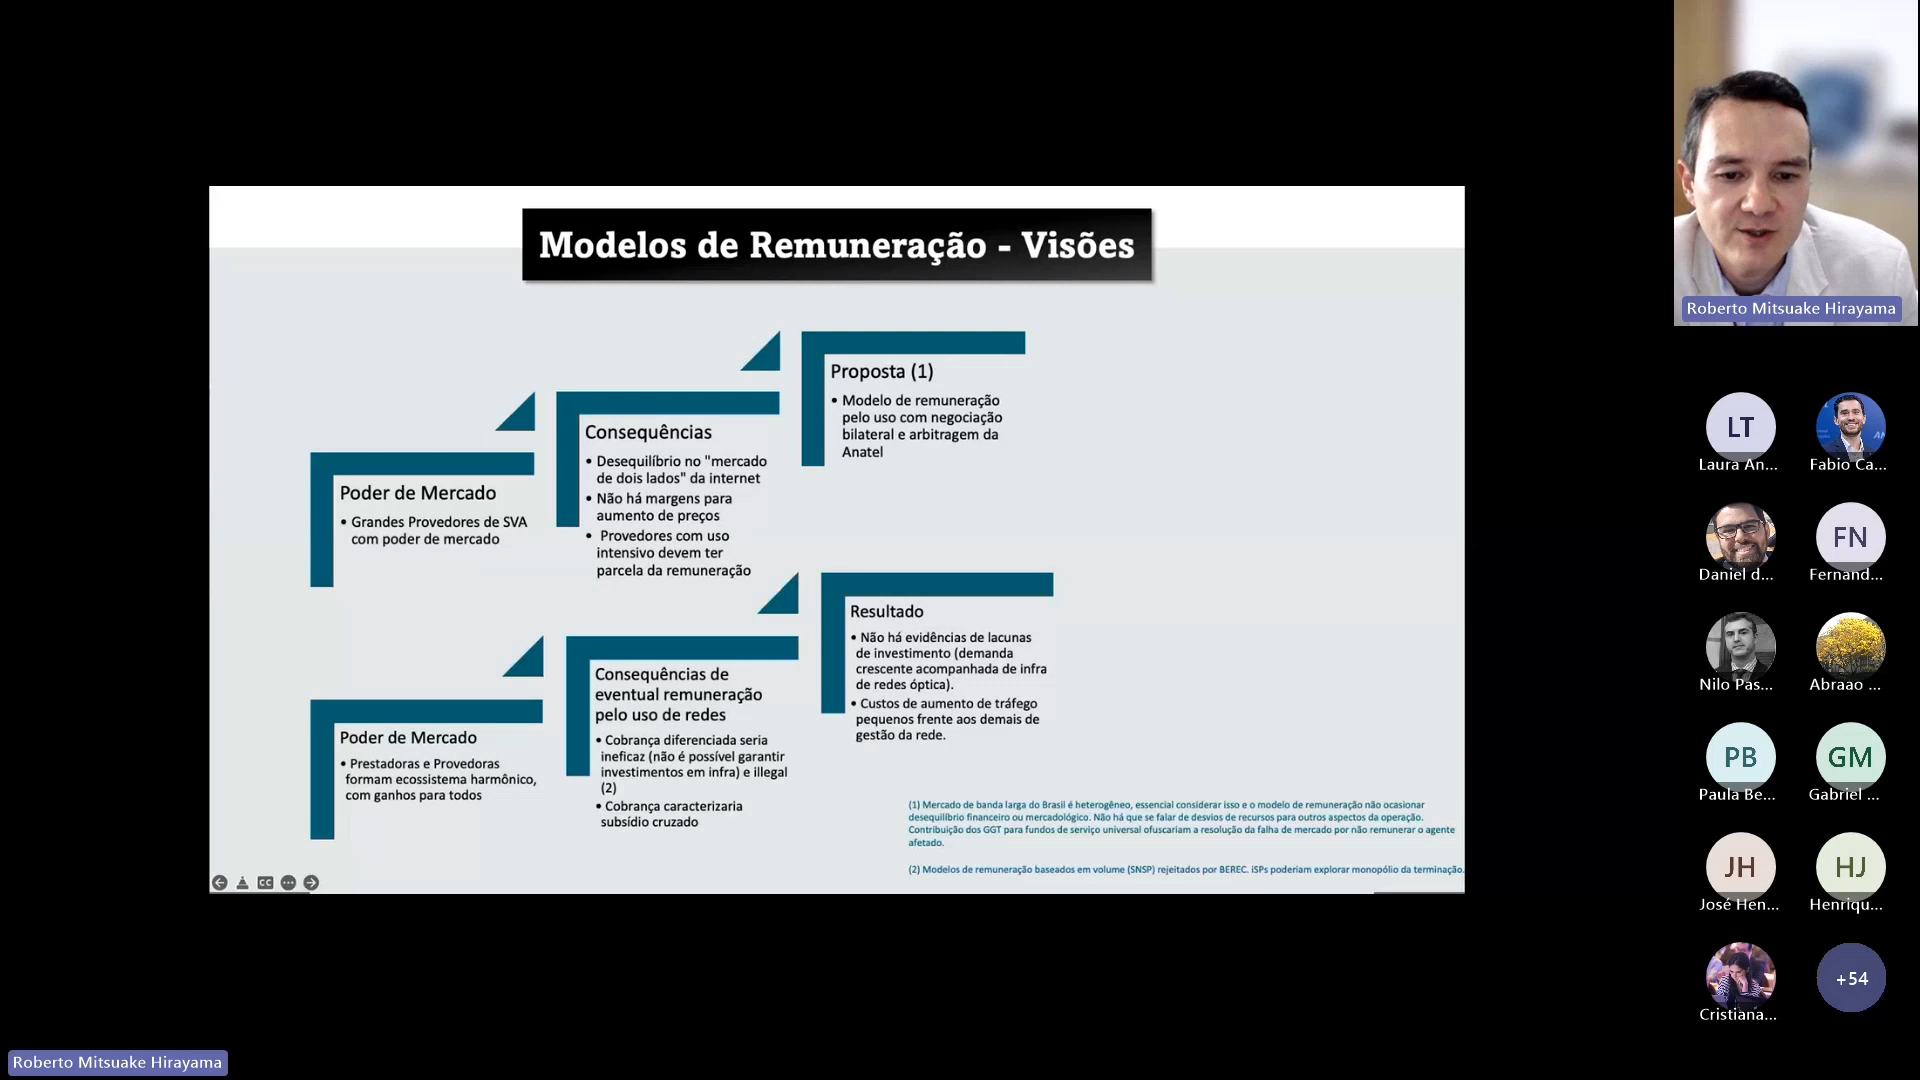 Modelos de Remuneração - Visões
Poder de Mercado
• Grandes Provedores de SVA
com poder de mercado
Consequências
• Desequilíbrio no "mercado
de dois lados" da internet
• Não há margens para
aumento de preços
• Provedores com uso
intensivo devem ter
parcela da remuneração
Proposta (1)
• Modelo de remuneração
pelo uso com negociação
bilateral e arbitragem da
Anatel
Poder de Mercado
• Prestadoras e Provedoras
formam ecossistema harmônico,
com ganhos para todos
Consequências de
eventual remuneração
pelo uso de redes
• Cobrança diferenciada seria
ineficaz (não é possível garantir
investimentos em infra) e illegal
(2)
• Cobrança caracterizaria
subsídio cruzado
Resultado
• Não há evidências de lacunas
de investimento (demanda
crescente acompanhada de infra
de redes óptica).
• Custos de aumento de tráfego
pequenos frente aos demais de
gestão da rede.
(1) Mercado de banda larga do Brasil é heterogêneo, essencial considerar isso e o modelo de remuneração não ocasionar
desequilíbrio financeiro ou mercadológico. Não há que se falar de desvios de recursos para outros aspectos da operação.
Contribuição dos GGT para fundos de serviço universal ofuscariam a resolução da falha de mercado por não remunerar o agente
afetado.
(2) Modelos de remuneração baseados em volume (SNSP) rejeitados por BEREC. iSPs poderiam explorar monopólio da terminação.
CC
Roberto Mitsuake Hirayama
LT
Laura An...
Fabio Ca...
Daniel d...
FN
Fernand...
Nilo Pas...
Abraao ...
PB
Paula Be...
GM
Gabriel ...
JH
José Hen...
HJ
Henriqu...
Cristiana...
+54
Roberto Mitsuake Hirayama